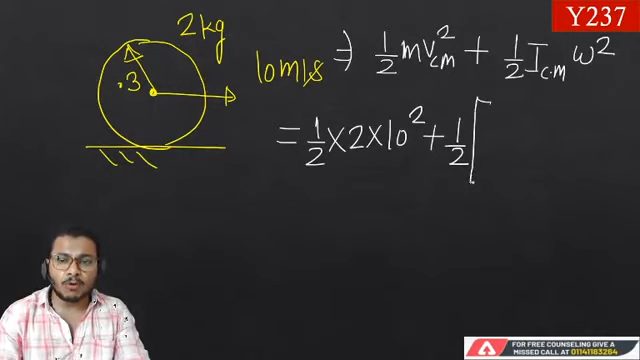 Y237
2kg
10m/s ⇒ 1/2 mv²cm + 1/2 Ic.m ω²
.3
= 1/2 × 2 × 10² + 1/2 [
FOR FREE COUNSELING GIVE A
MISSED CALL AT 01141183264